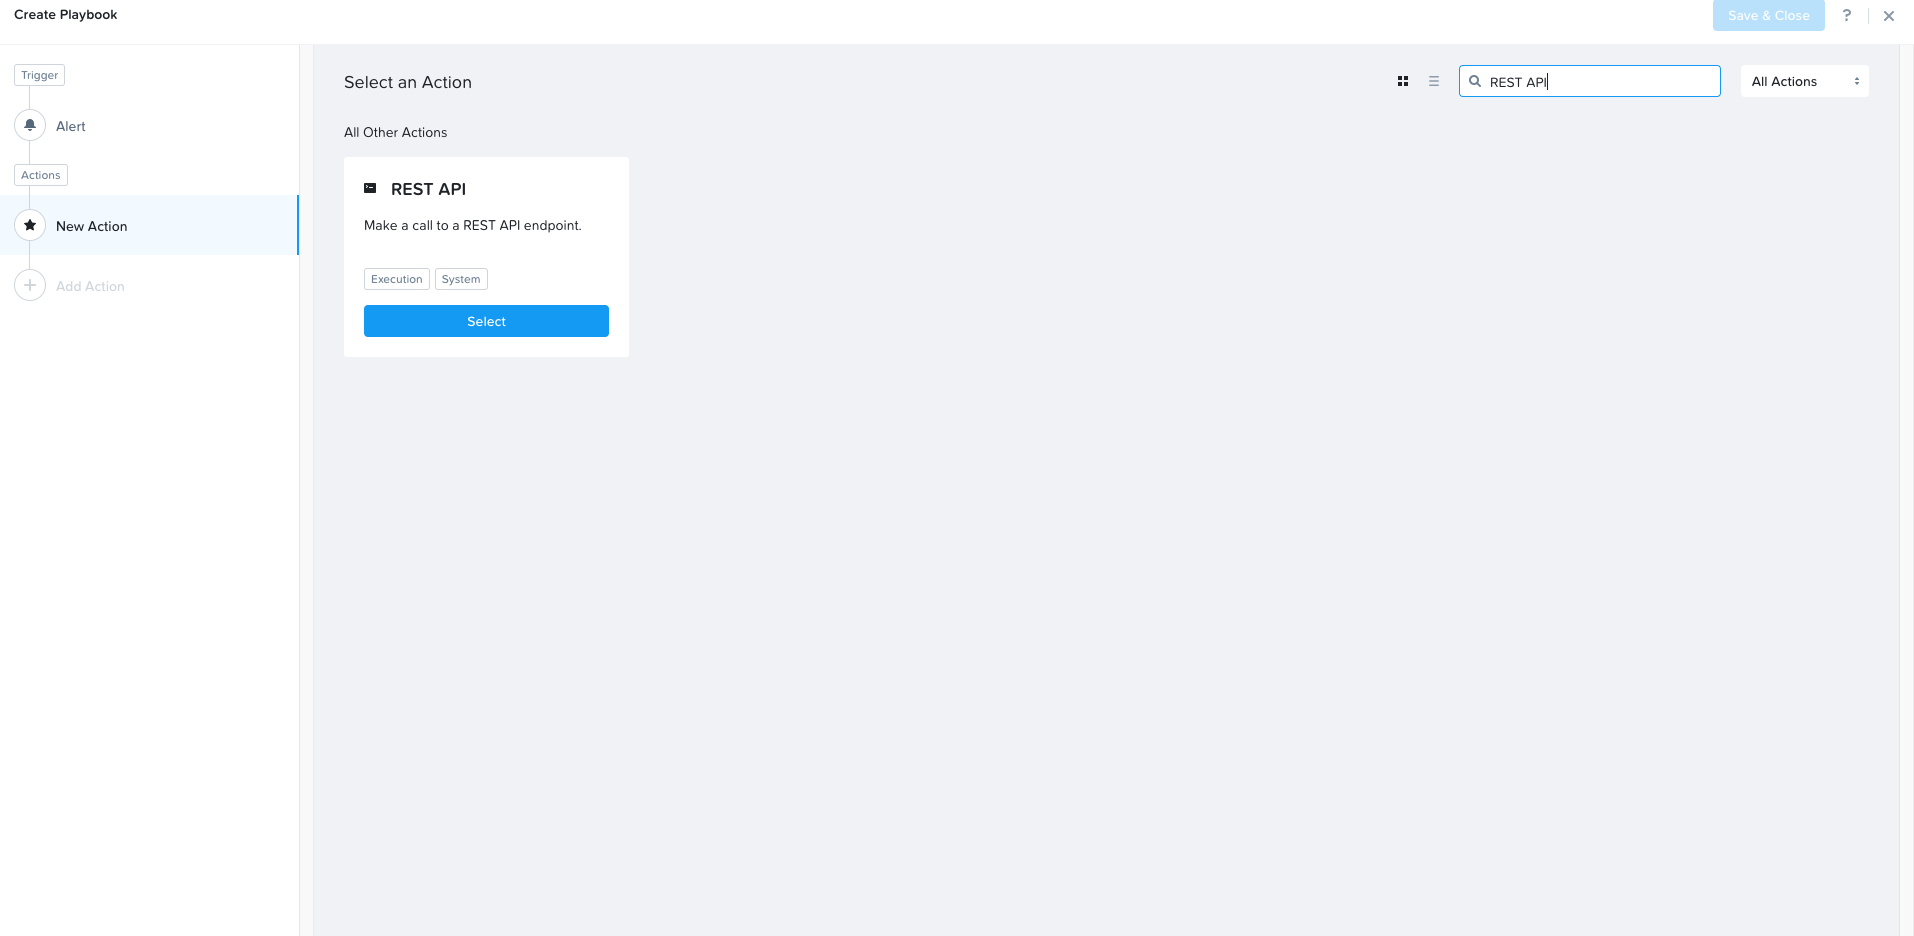 Create Playbook
Save & Close
?
Trigger
Alert
Actions
New Action
Add Action
Select an Action
REST API
All Actions
All Other Actions
REST API
Make a call to a REST API endpoint.
Execution System
Select